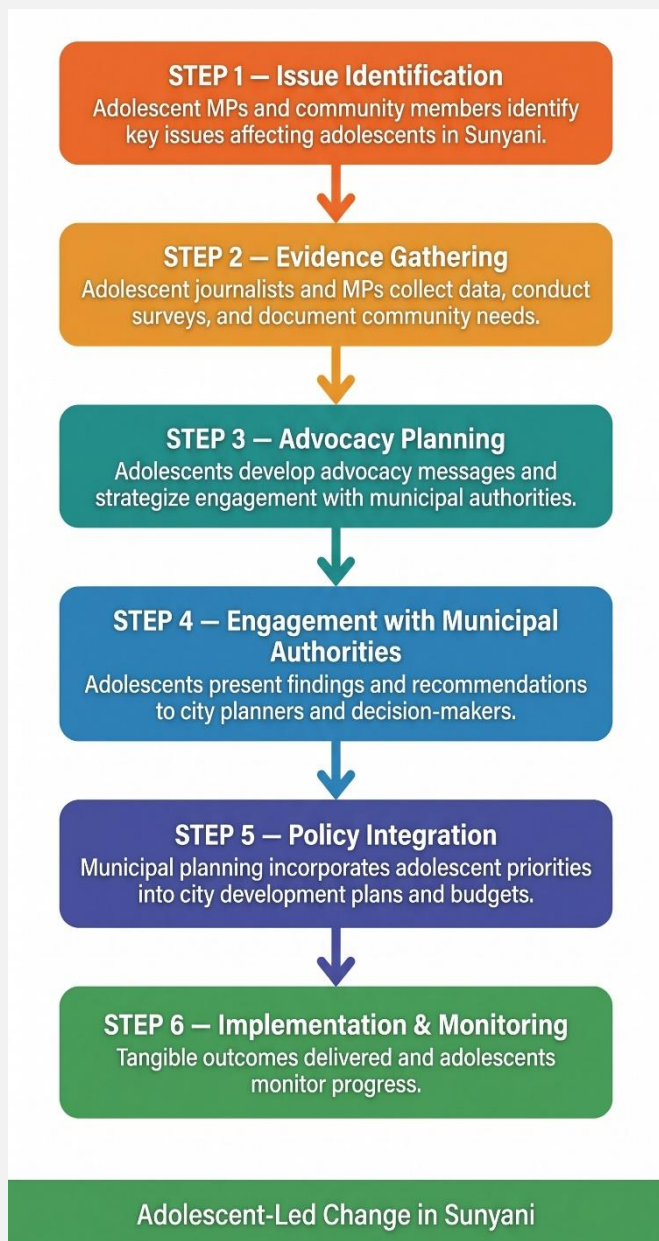 STEP 1 — Issue Identification
Adolescent MPs and community members identify
key issues affecting adolescents in Sunyani.
STEP 2 — Evidence Gathering
Adolescent journalists and MPs collect data, conduct
surveys, and document community needs.
STEP 3 — Advocacy Planning
Adolescents develop advocacy messages and
strategize engagement with municipal authorities.
STEP 4 — Engagement with Municipal
Authorities
Adolescents present findings and recommendations
to city planners and decision-makers.
STEP 5 — Policy Integration
Municipal planning incorporates adolescent priorities
into city development plans and budgets.
STEP 6 — Implementation & Monitoring
Tangible outcomes delivered and adolescents
monitor progress.
Adolescent-Led Change in Sunyani